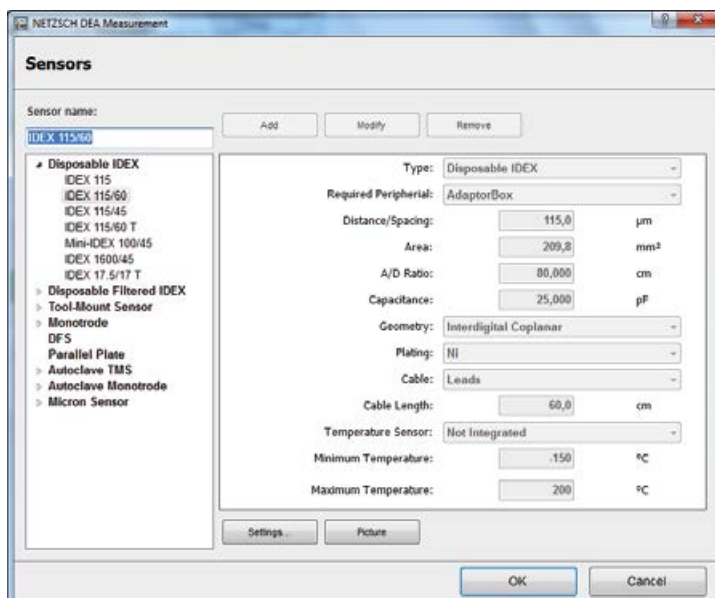 NETZSCH DEA Measurement
Sensors
Sensor name:
IDEX 115/60
Add Modify Remove
Disposable IDEX
IDEX 115
IDEX 115/60
IDEX 115/45
IDEX 115/60 T
Mini-IDEX 100/45
IDEX 1600/45
IDEX 17.5/17 T
Disposable Filtered IDEX
Tool-Mount Sensor
Monotrode
DFS
Parallel Plate
Autoclave TMS
Autoclave Monotrode
Micron Sensor
Type: Disposable IDEX
Required Peripherial: AdaptorBox
Distance/Spacing: 115,0 µm
Area: 209,8 mm²
A/D Ratio: 80,000 cm
Capacitance: 25,000 pF
Geometry: Interdigital Coplanar
Plating: Ni
Cable: Leads
Cable Length: 60,0 cm
Temperature Sensor: Not Integrated
Minimum Temperature: -150 °C
Maximum Temperature: 200 °C
Settings... Picture
OK Cancel